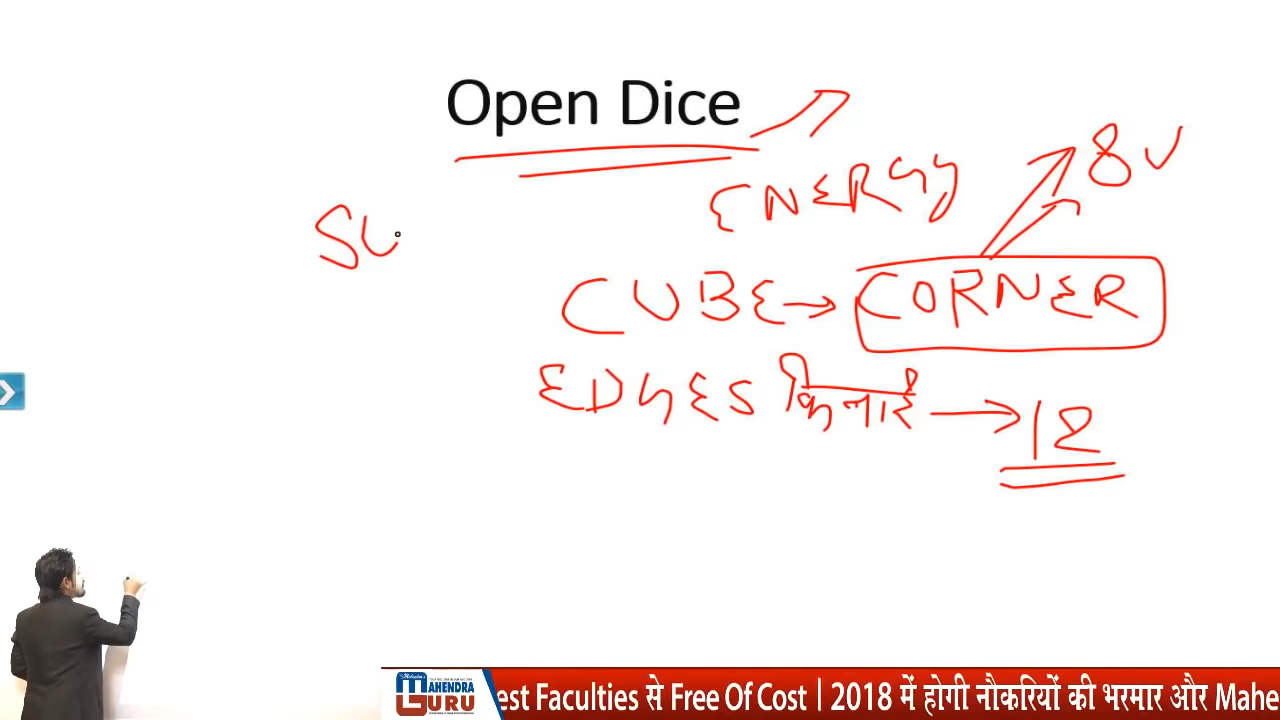 Open Dice
ENERGY
8
SU
CUBE → CORNER
EDGES किनारे → 12
MAHENDRA
GURU
est Faculties से Free Of Cost | 2018 में होगी नौकरियों की भरमार और Mahe